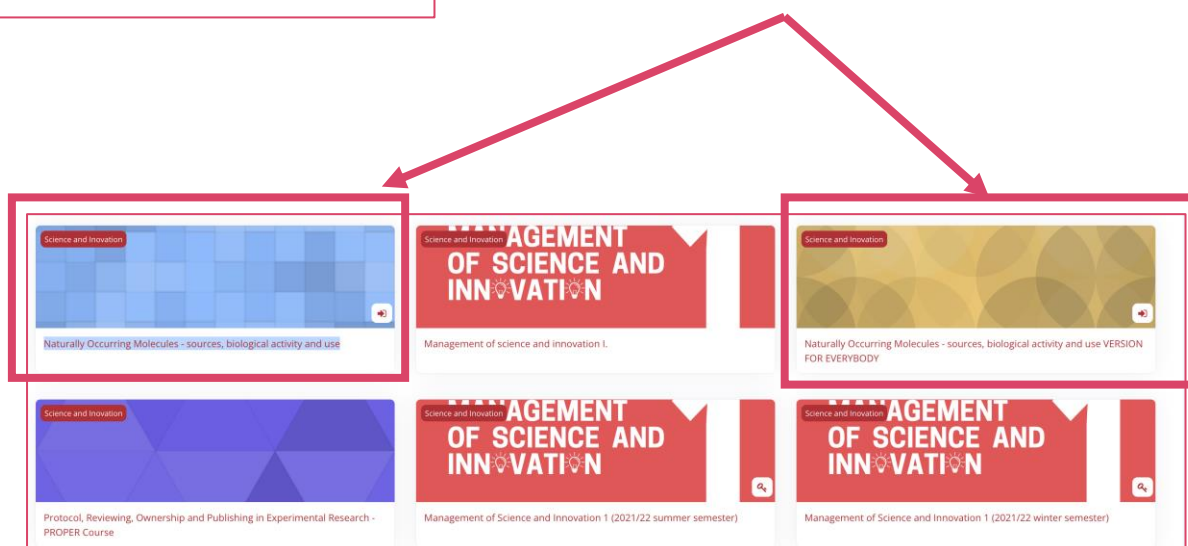 Science and Inovation
Naturally Occurring Molecules - sources, biological activity and use
Science and Inovation
AGEMENT
OF SCIENCE AND
INNOVATION
Management of science and innovation I.
Science and Inovation
Naturally Occurring Molecules - sources, biological activity and use VERSION
FOR EVERYBODY
Science and Inovation
Protocol, Reviewing, Ownership and Publishing in Experimental Research -
PROPER Course
Science and Inovation
AGEMENT
OF SCIENCE AND
INNOVATION
Management of Science and Innovation 1 (2021/22 summer semester)
Science and Inovation
AGEMENT
OF SCIENCE AND
INNOVATION
Management of Science and Innovation 1 (2021/22 winter semester)